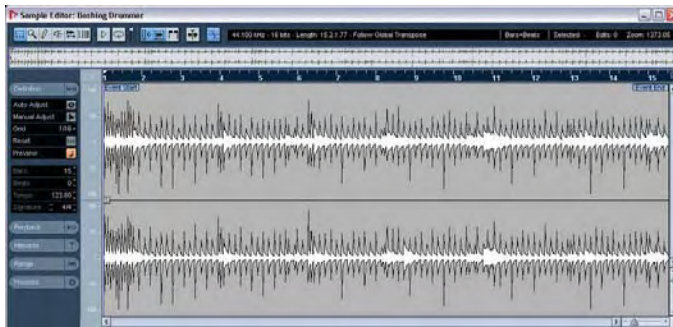 Sample Editor: Bashing Drummer
44.100 kHz - 16 bits - Length: 15.2.1.77 - Follow Global Transpose Bars+Beats Selected - Edits: 0 Zoom: 1373.05
2 3 4 5 6 7 8 9 10 11 12 13 14 15
Definition
Event Start Event End
Auto Adjust
Manual Adjust
Grid 1/16
Reset
Preview
Bars 15
Beats 0
Tempo 123.00
Signature 4/4
Playback
Hitpoints
Range
Process